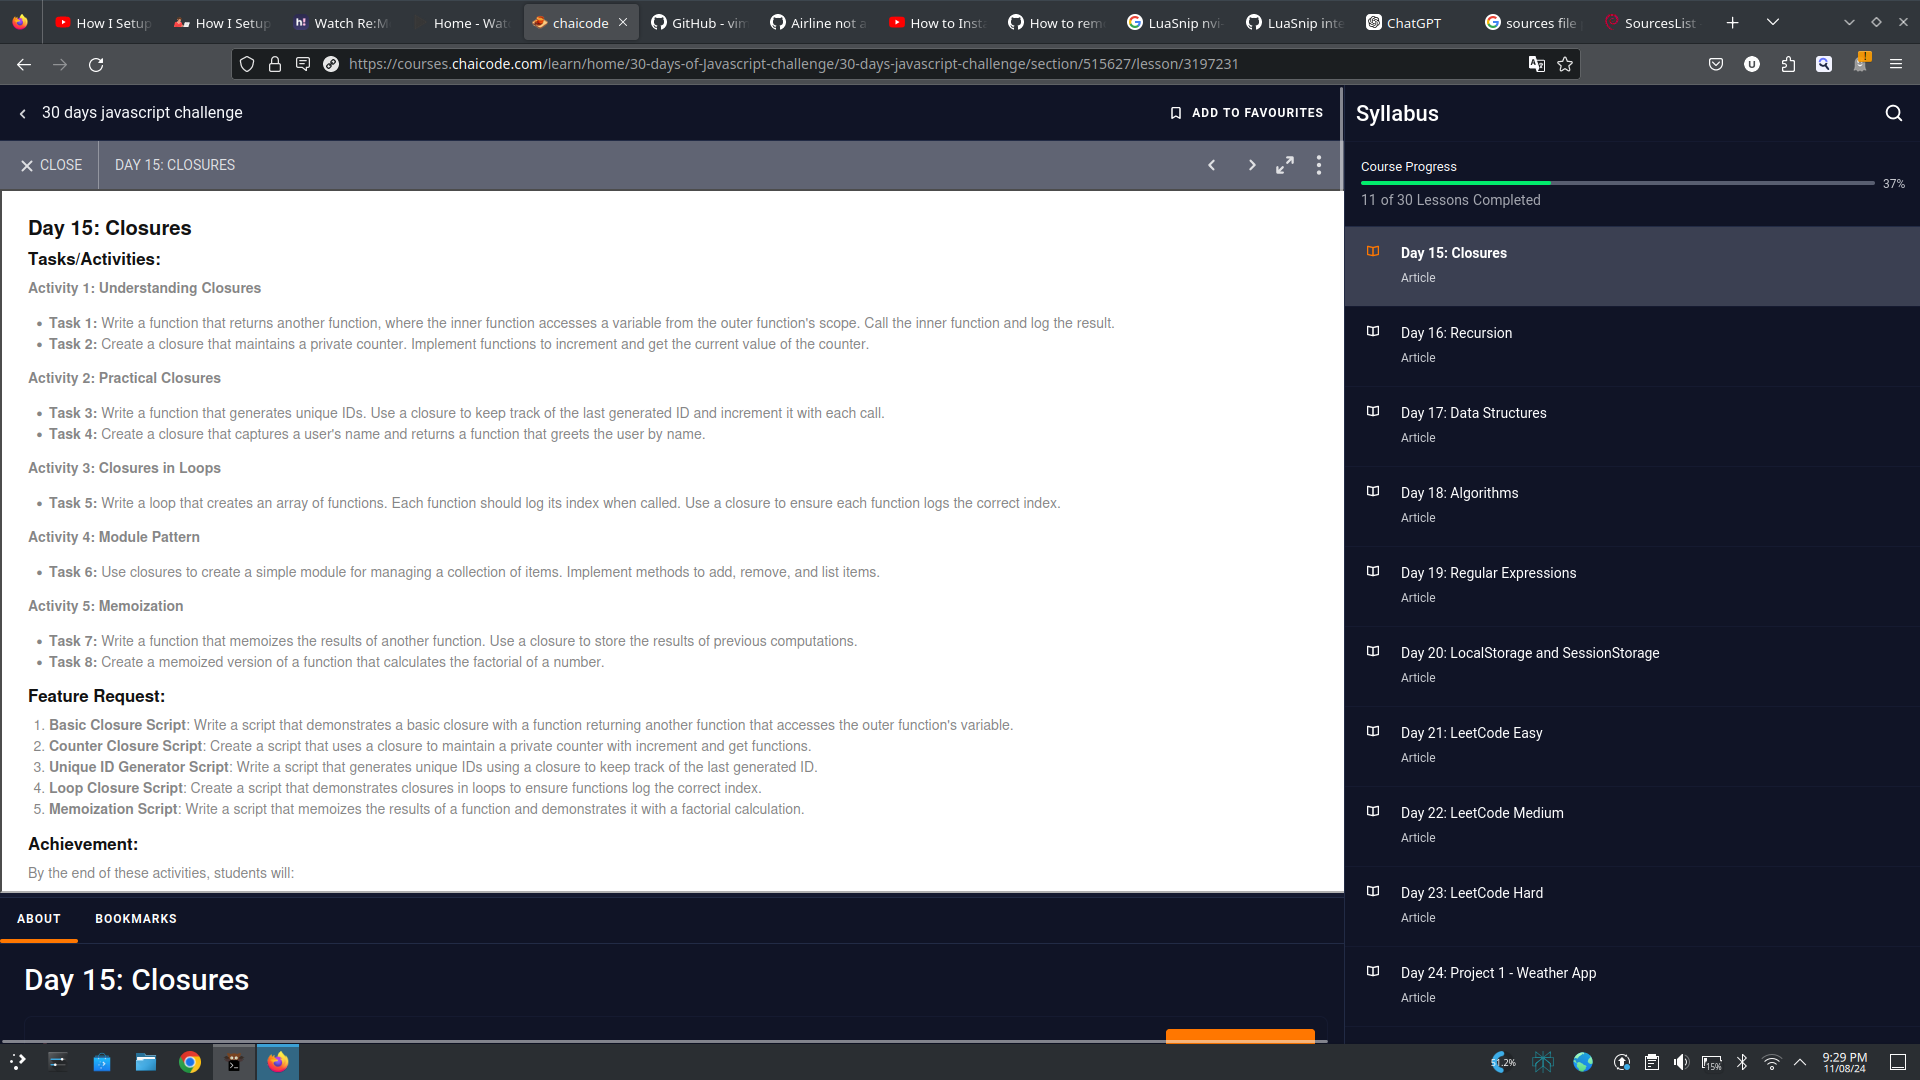 How I Setup
How I Setup
Watch Re:M
Home - Wat
chaicode
GitHub - vim
Airline not a
How to Insta
How to rem
LuaSnip nvi
LuaSnip inte
ChatGPT
sources file
SourcesList
https://courses.chaicode.com/learn/home/30-days-of-Javascript-challenge/30-days-javascript-challenge/section/515627/lesson/3197231
30 days javascript challenge
ADD TO FAVOURITES
CLOSE
DAY 15: CLOSURES
Day 15: Closures
Tasks/Activities:
Activity 1: Understanding Closures
• Task 1: Write a function that returns another function, where the inner function accesses a variable from the outer function's scope. Call the inner function and log the result.
• Task 2: Create a closure that maintains a private counter. Implement functions to increment and get the current value of the counter.
Activity 2: Practical Closures
• Task 3: Write a function that generates unique IDs. Use a closure to keep track of the last generated ID and increment it with each call.
• Task 4: Create a closure that captures a user's name and returns a function that greets the user by name.
Activity 3: Closures in Loops
• Task 5: Write a loop that creates an array of functions. Each function should log its index when called. Use a closure to ensure each function logs the correct index.
Activity 4: Module Pattern
• Task 6: Use closures to create a simple module for managing a collection of items. Implement methods to add, remove, and list items.
Activity 5: Memoization
• Task 7: Write a function that memoizes the results of another function. Use a closure to store the results of previous computations.
• Task 8: Create a memoized version of a function that calculates the factorial of a number.
Feature Request:
1. Basic Closure Script: Write a script that demonstrates a basic closure with a function returning another function that accesses the outer function's variable.
2. Counter Closure Script: Create a script that uses a closure to maintain a private counter with increment and get functions.
3. Unique ID Generator Script: Write a script that generates unique IDs using a closure to keep track of the last generated ID.
4. Loop Closure Script: Create a script that demonstrates closures in loops to ensure functions log the correct index.
5. Memoization Script: Write a script that memoizes the results of a function and demonstrates it with a factorial calculation.
Achievement:
By the end of these activities, students will:
ABOUT
BOOKMARKS
Day 15: Closures
Syllabus
Course Progress
37%
11 of 30 Lessons Completed
Day 15: Closures
Article
Day 16: Recursion
Article
Day 17: Data Structures
Article
Day 18: Algorithms
Article
Day 19: Regular Expressions
Article
Day 20: LocalStorage and SessionStorage
Article
Day 21: LeetCode Easy
Article
Day 22: LeetCode Medium
Article
Day 23: LeetCode Hard
Article
Day 24: Project 1 - Weather App
Article
51.2%
15%
9:29 PM
11/08/24